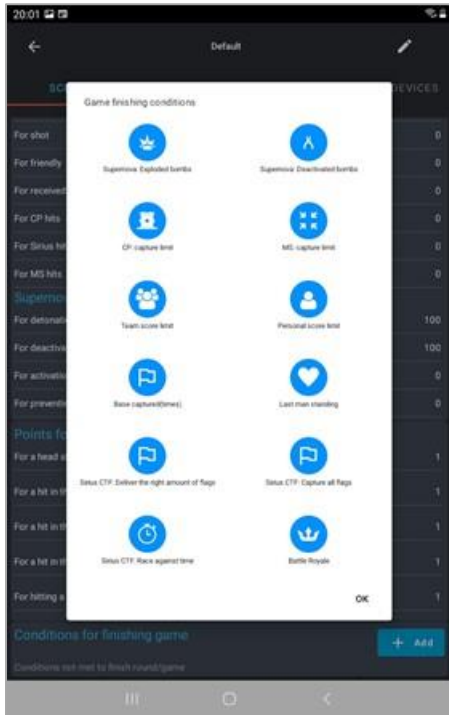 20:01
Default
SC
DEVICES
Game finishing conditions
For shot
0
Supernova: Exploded bombs
Supernova: Deactivated bombs
For friendly
0
For received
0
For CP hits
0
CP: capture limit
MS: capture limit
For Sirius hit
0
For MS hits
0
Superno
Team score limit
Personal score limit
For detonati
100
For deactiva
100
For activatio
0
Base captured(times)
Last man standing
For preventi
0
Points fo
For a head s
1
Sirius CTF: Deliver the right amount of flags
Sirius CTF: Capture all flags
For a hit in th
1
For a hit in th
1
For a hit in th
1
Sirius CTF: Race against time
Battle Royale
For hitting a
1
OK
Conditions for finishing game
+ Add
Conditions not met to finish round/game